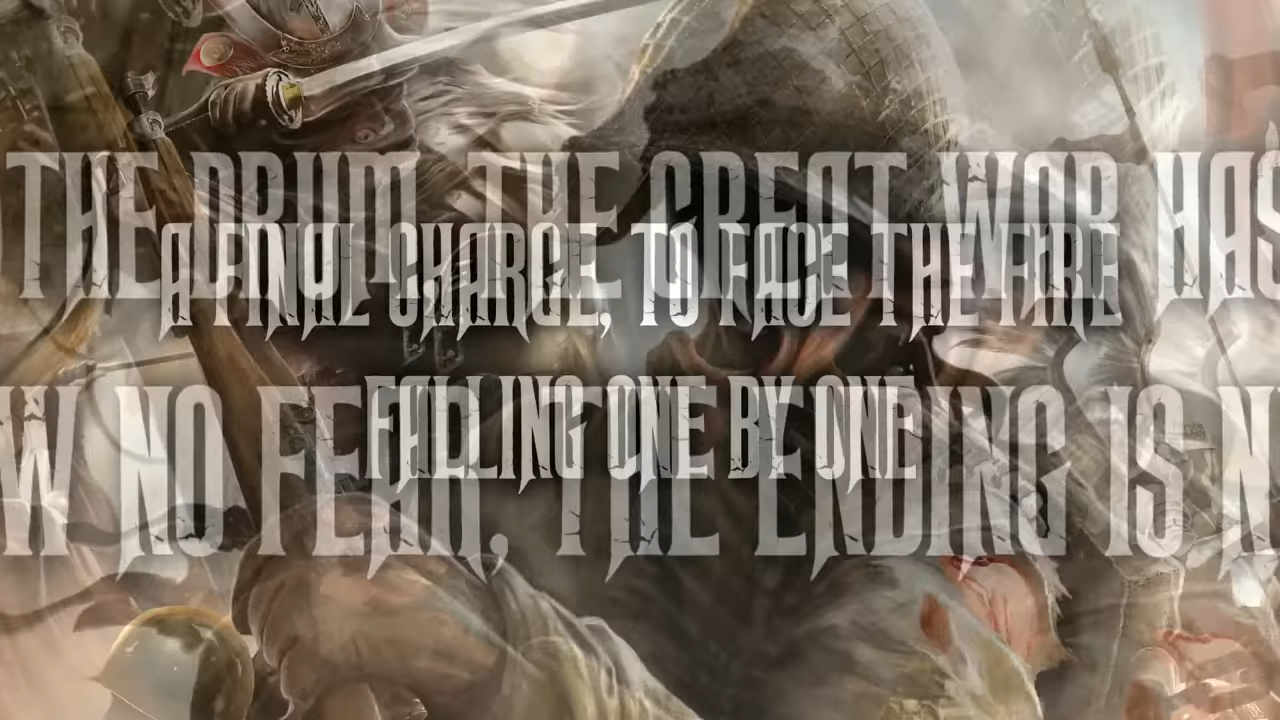 THE DRUM, THE GREAT WAR HAS
A FINAL CHARGE, TO FACE THE FIRE
FALLING ONE BY ONE
NO FEAR, THE ENDING IS